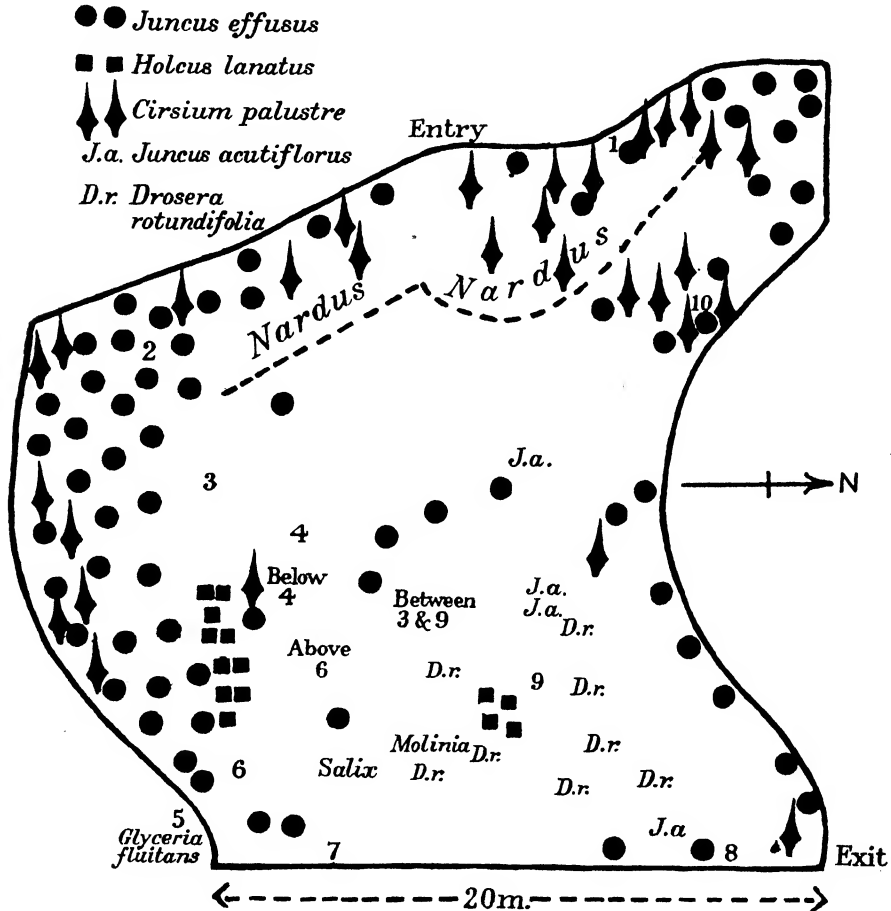 Juncus effusus
Holcus lanatus
Cirsium palustre
J.a. Juncus acutiflorus
D.r. Drosera
rotundifolia
Entry
1
Nardus
Nardus
10
2
3
J.a.
N
4
Below
4
Between
3 & 9
J.a.
J.a.
D.r.
Above
6
D.r.
9
D.r.
Molinia
D.r.
D.r.
6
Salix
D.r.
D.r.
D.r.
5
Glyceria
fluitans
7
J.a
8
Exit
20m.